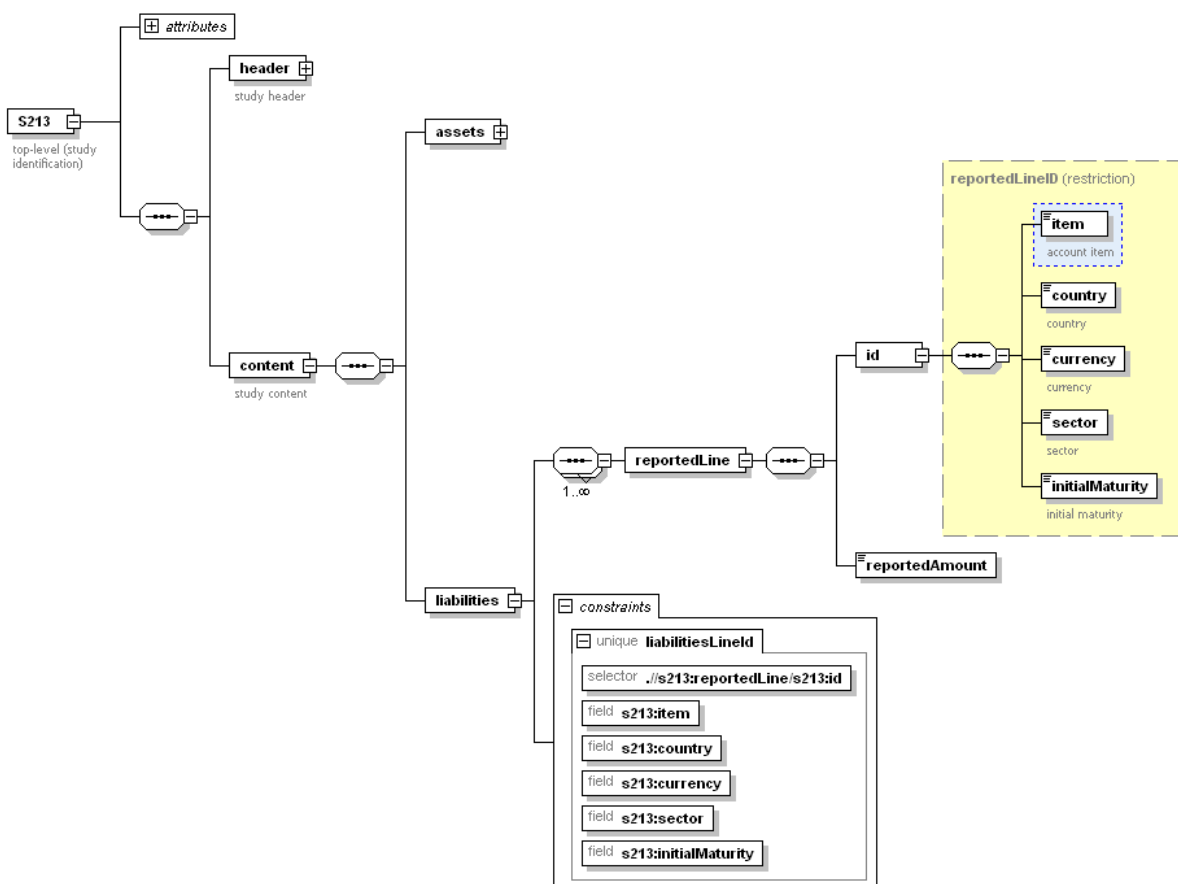 attributes
header
study header
S213
top-level (study
identification)
assets
reportedLineID (restriction)
item
account item
country
country
id
currency
currency
content
study content
sector
sector
reportedLine
1..∞
initialMaturity
initial maturity
reportedAmount
liabilities
constraints
unique liabilitiesLineId
selector .//s213:reportedLine/s213:id
field s213:item
field s213:country
field s213:currency
field s213:sector
field s213:initialMaturity